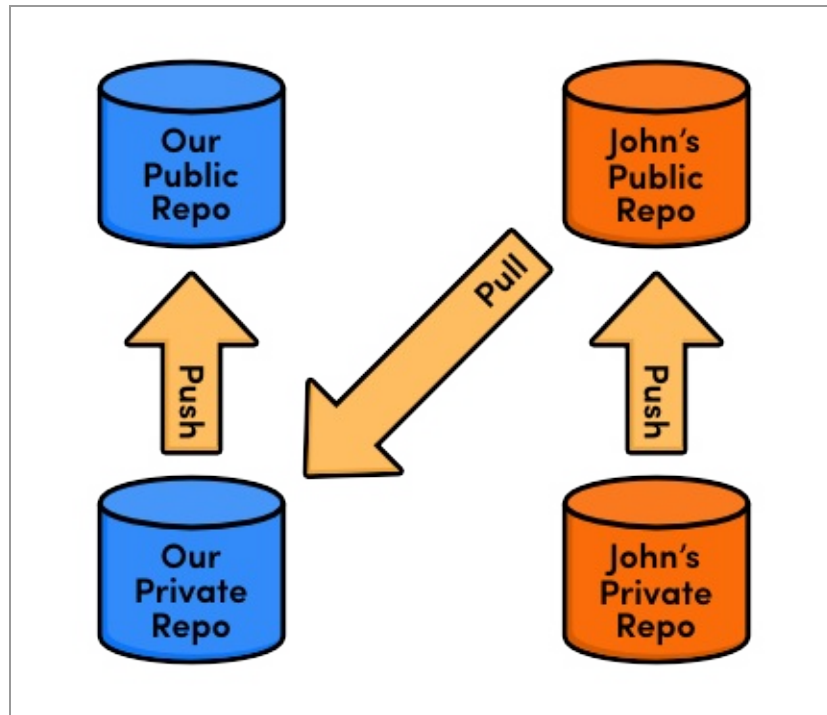 Our
Public
Repo
John's
Public
Repo
Pull
Push
Push
Our
Private
Repo
John's
Private
Repo